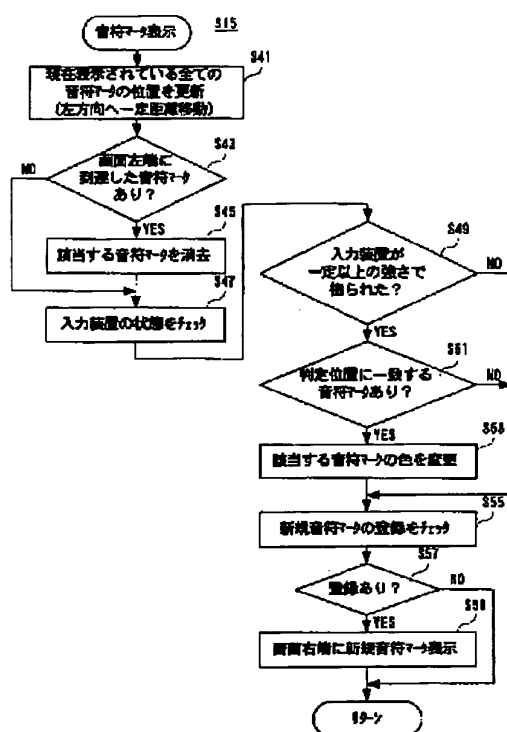 音符マーク表示
S15
S41
現在表示されている全ての
音符マークの位置を更新
(左方向へ一定距離移動)
S43
画面左端に
到達した音符マーク
あり？
NO
YES
S45
該当する音符マークを消去
S47
入力装置の状態をチェック
S49
入力装置が
一定以上の強さで
振られた？
NO
YES
S51
判定位置に一致する
音符マークあり？
NO
YES
S53
該当する音符マークの色を変更
S55
新規音符マークの登録をチェック
S57
登録あり？
NO
YES
画面右端に新規音符マーク表示
リターン